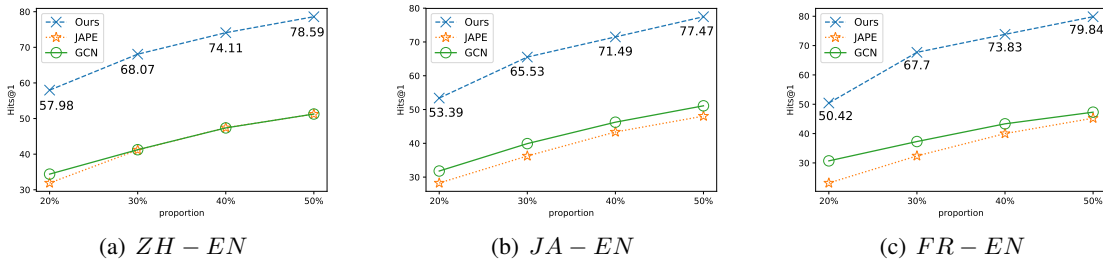 80
70
60
50
40
30
Hits@1
Ours
JAPE
GCN
57.98
68.07
74.11
78.59
20%
30%
40%
50%
proportion
(a) ZH − EN
80
70
60
50
40
30
Hits@1
Ours
JAPE
GCN
53.39
65.53
71.49
77.47
20%
30%
40%
50%
proportion
(b) JA − EN
80
70
60
50
40
30
Hits@1
Ours
JAPE
GCN
50.42
67.7
73.83
79.84
20%
30%
40%
50%
proportion
(c) FR − EN